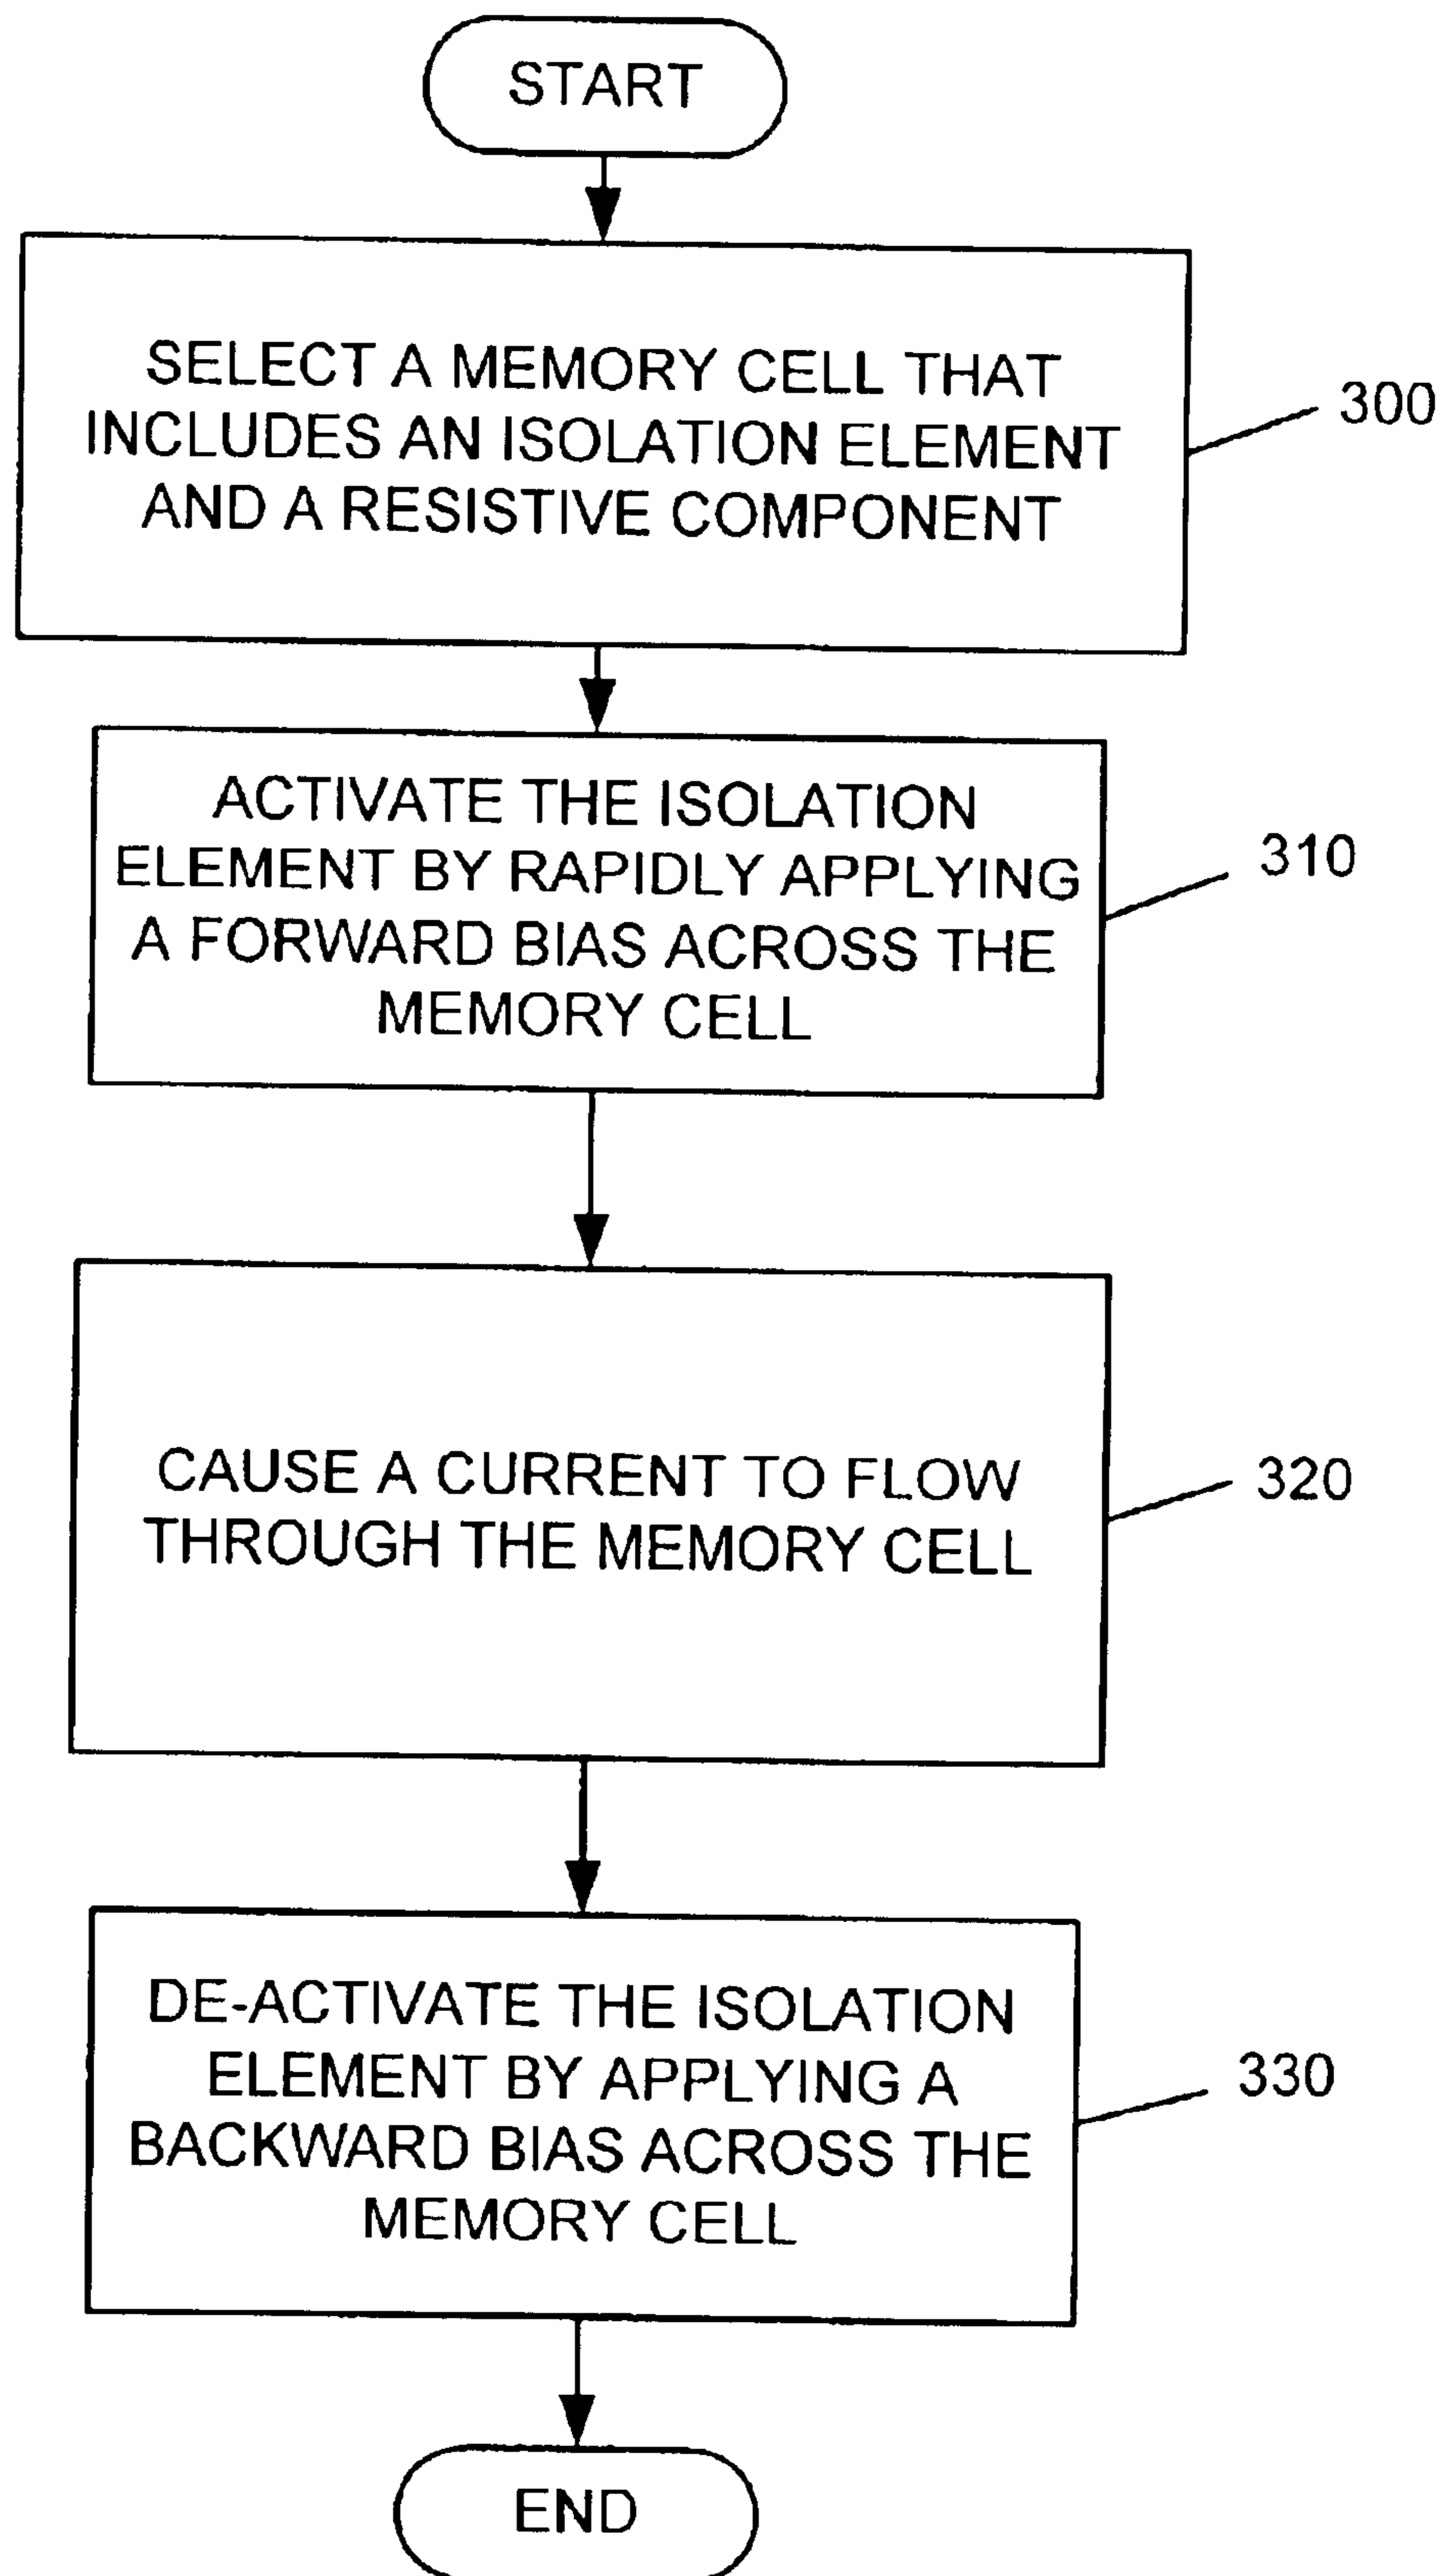 START
SELECT A MEMORY CELL THAT
INCLUDES AN ISOLATION ELEMENT
AND A RESISTIVE COMPONENT
300
ACTIVATE THE ISOLATION
ELEMENT BY RAPIDLY APPLYING
A FORWARD BIAS ACROSS THE
MEMORY CELL
310
CAUSE A CURRENT TO FLOW
THROUGH THE MEMORY CELL
320
DE-ACTIVATE THE ISOLATION
ELEMENT BY APPLYING A
BACKWARD BIAS ACROSS THE
MEMORY CELL
330
END